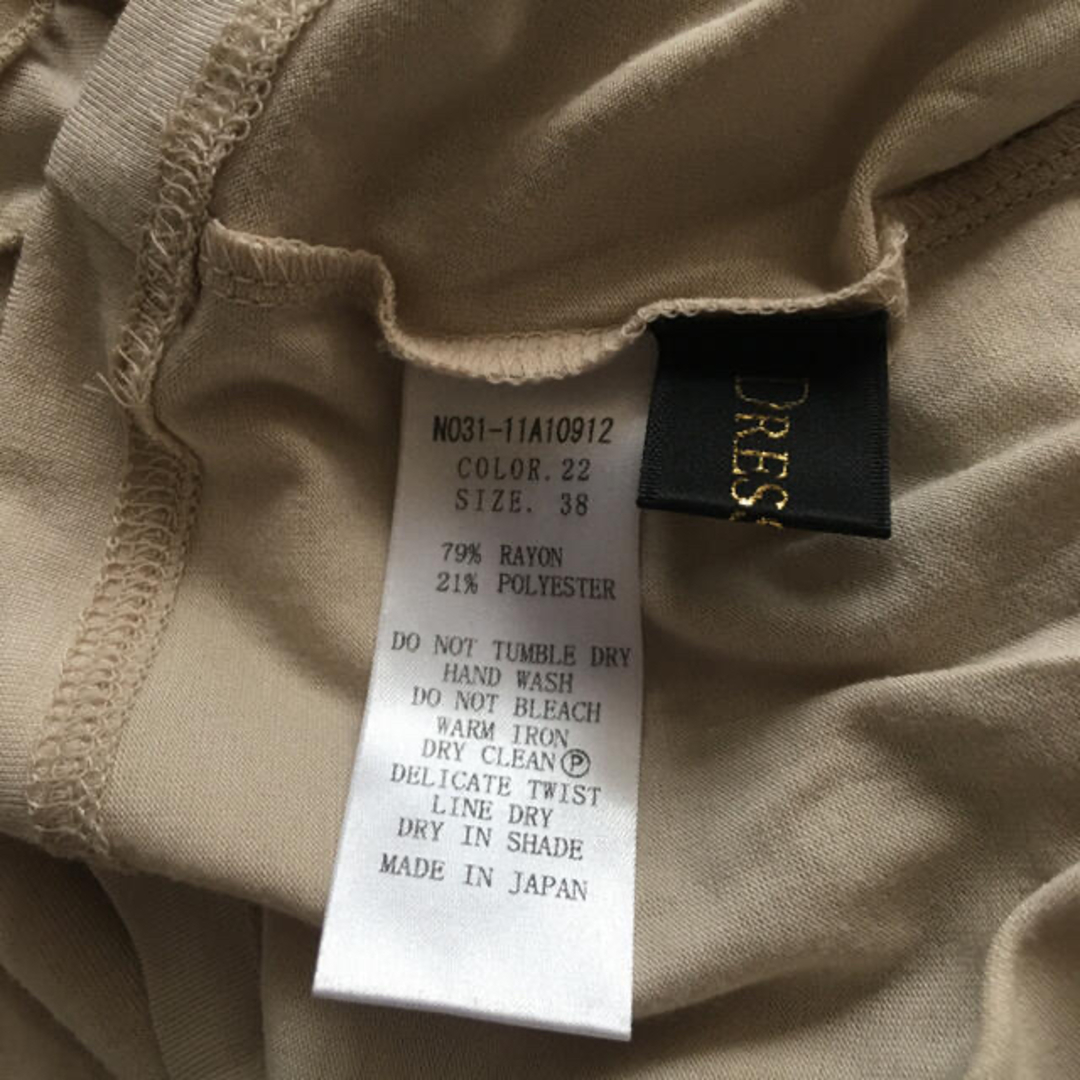 N031-11A10912
COLOR. 22
SIZE. 38
79% RAYON
21% POLYESTER
DO NOT TUMBLE DRY
HAND WASH
DO NOT BLEACH
WARM IRON
DRY CLEAN Ⓟ
DELICATE TWIST
LINE DRY
DRY IN SHADE
MADE IN JAPAN
DRES